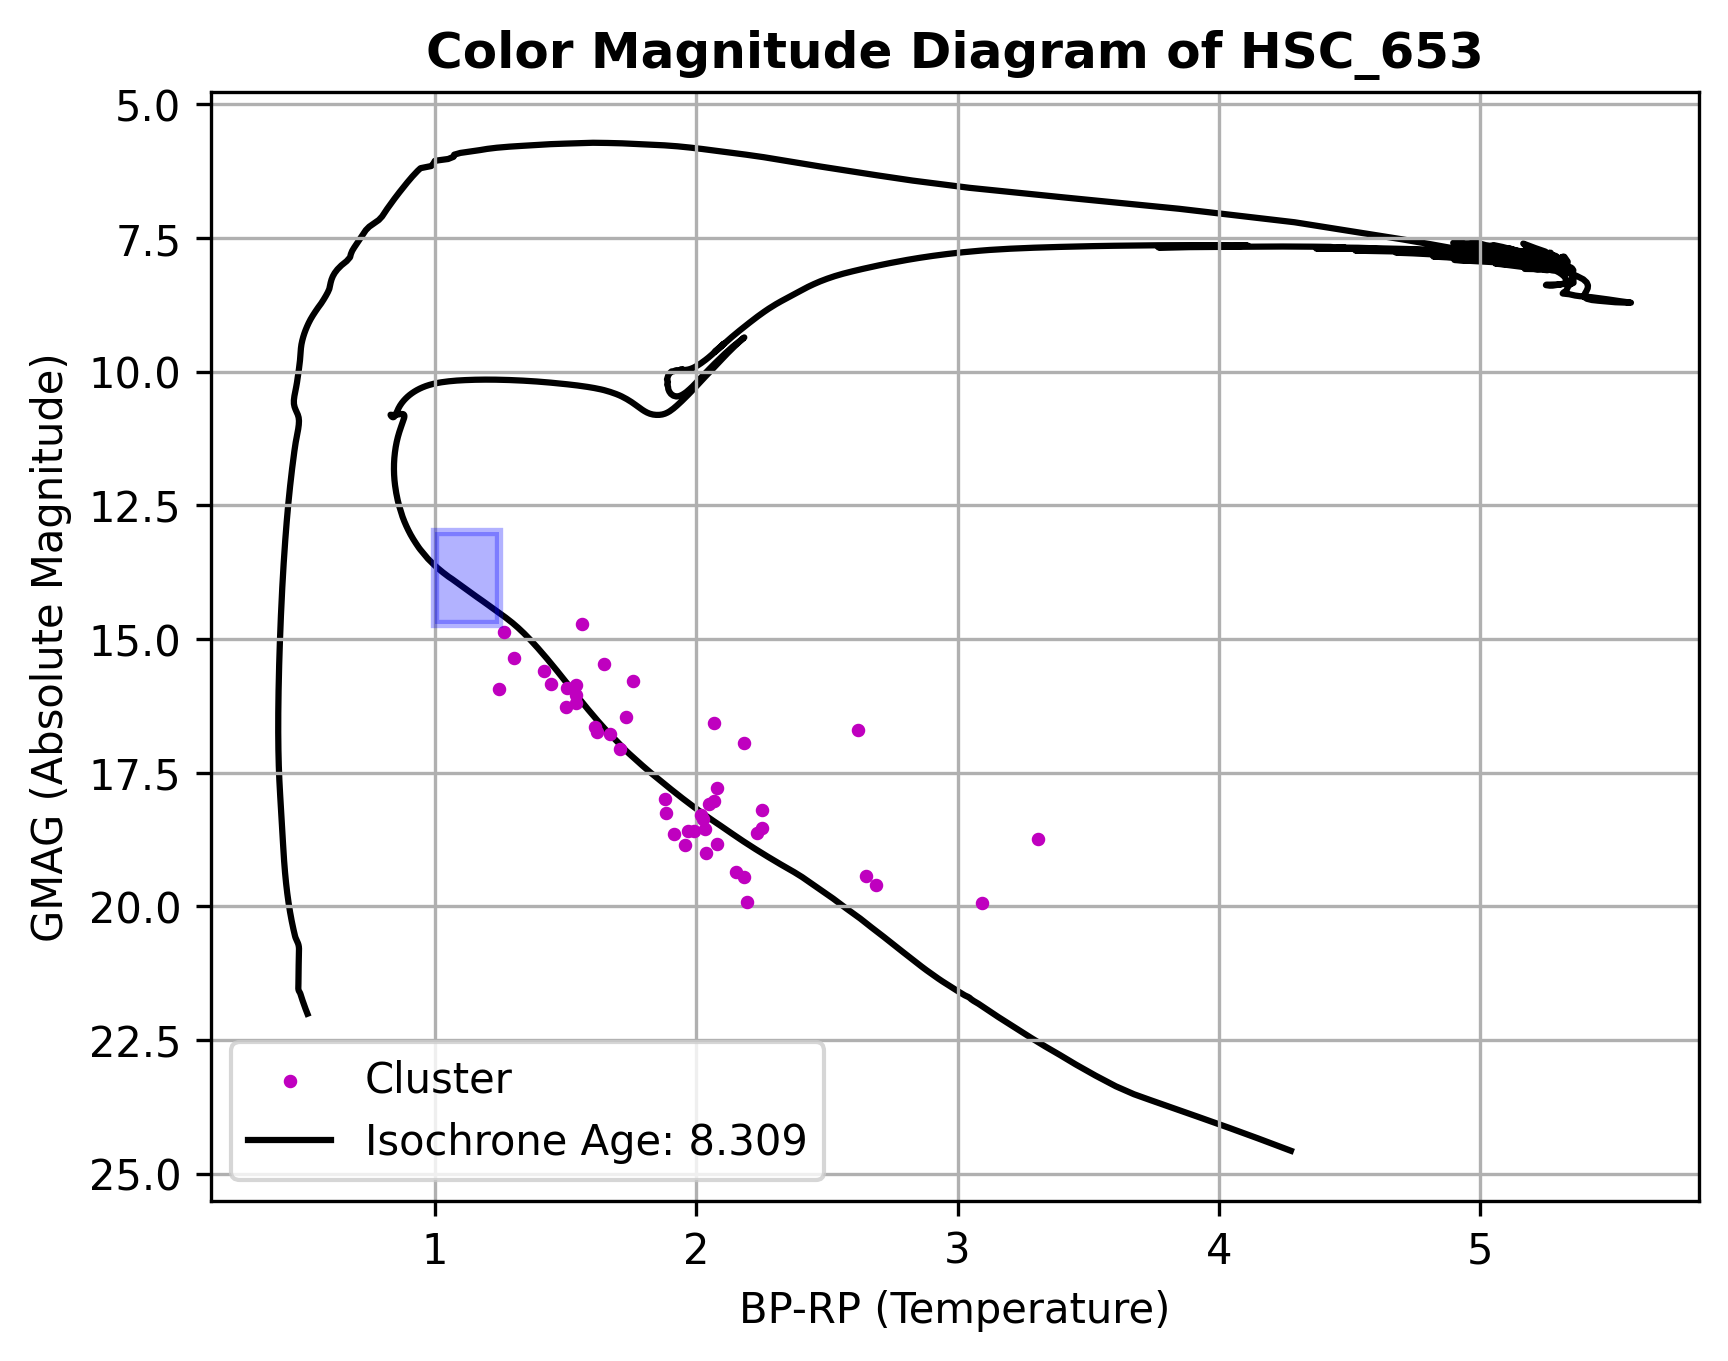 Color Magnitude Diagram of HSC_653
5.0
7.5
10.0
12.5
15.0
17.5
20.0
22.5
25.0
GMAG (Absolute Magnitude)
Cluster
Isochrone Age: 8.309
1 2 3 4 5
BP-RP (Temperature)